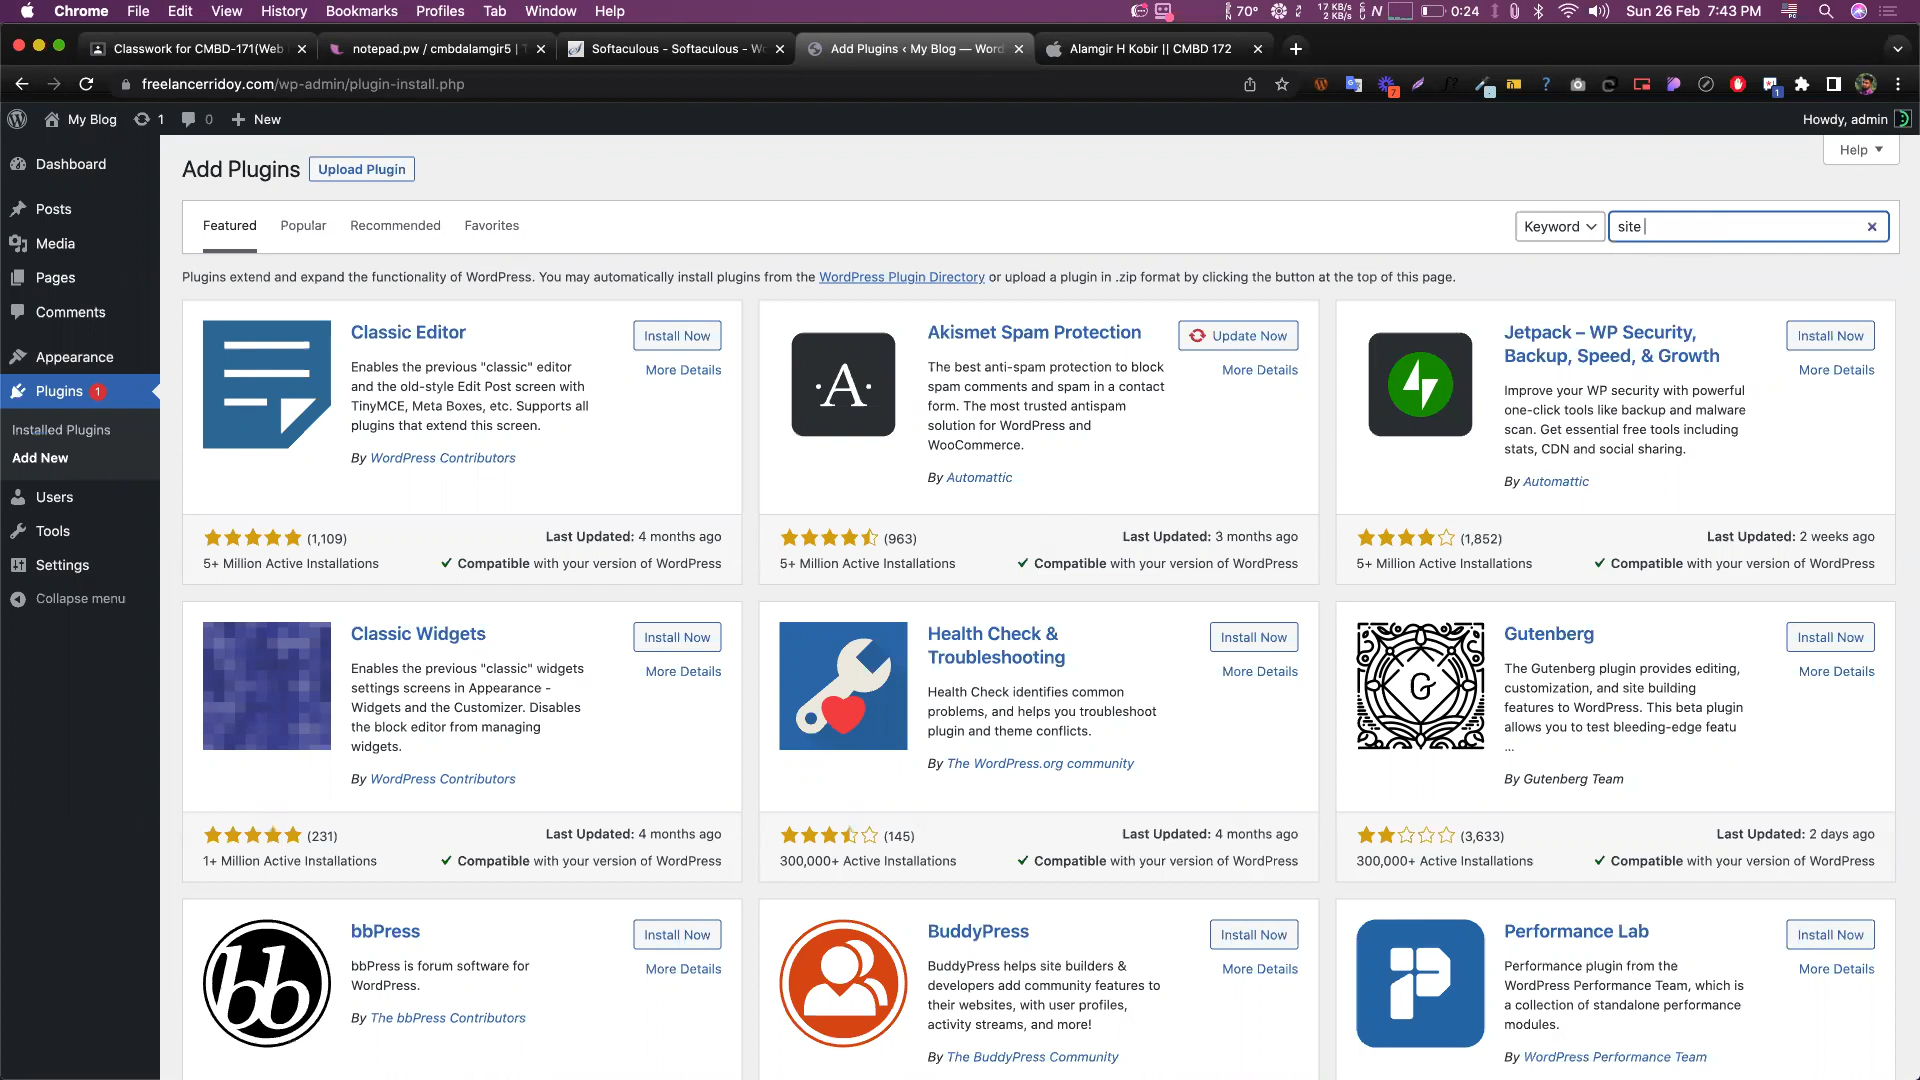 Chrome File Edit View History Bookmarks Profiles Tab Window Help 70° 17 KB/s 2 KB/s 0:24 Sun 26 Feb 7:43 PM
Classwork for CMBD-171(Web notepad.pw / cmbdalamgir5 | T Softaculous - Softaculous - Wo Add Plugins ‹ My Blog — Word Alamgir H Kobir || CMBD 172
freelancerridoy.com/wp-admin/plugin-install.php
My Blog 1 0 New Howdy, admin
Dashboard
Posts
Media
Pages
Comments
Appearance
Plugins 1
Installed Plugins
Add New
Users
Tools
Settings
Collapse menu
Help
Add Plugins Upload Plugin
Featured Popular Recommended Favorites Keyword site
Plugins extend and expand the functionality of WordPress. You may automatically install plugins from the WordPress Plugin Directory or upload a plugin in .zip format by clicking the button at the top of this page.
Classic Editor
Install Now
More Details
Enables the previous "classic" editor
and the old-style Edit Post screen with
TinyMCE, Meta Boxes, etc. Supports all
plugins that extend this screen.
By WordPress Contributors
(1,109)
Last Updated: 4 months ago
5+ Million Active Installations
Compatible with your version of WordPress
·A·
Akismet Spam Protection
Update Now
More Details
The best anti-spam protection to block
spam comments and spam in a contact
form. The most trusted antispam
solution for WordPress and
WooCommerce.
By Automattic
(963)
Last Updated: 3 months ago
5+ Million Active Installations
Compatible with your version of WordPress
Jetpack – WP Security,
Backup, Speed, & Growth
Install Now
More Details
Improve your WP security with powerful
one-click tools like backup and malware
scan. Get essential free tools including
stats, CDN and social sharing.
By Automattic
(1,852)
Last Updated: 2 weeks ago
5+ Million Active Installations
Compatible with your version of WordPress
Classic Widgets
Install Now
More Details
Enables the previous "classic" widgets
settings screens in Appearance -
Widgets and the Customizer. Disables
the block editor from managing
widgets.
By WordPress Contributors
(231)
Last Updated: 4 months ago
1+ Million Active Installations
Compatible with your version of WordPress
Health Check &
Troubleshooting
Install Now
More Details
Health Check identifies common
problems, and helps you troubleshoot
plugin and theme conflicts.
By The WordPress.org community
(145)
Last Updated: 4 months ago
300,000+ Active Installations
Compatible with your version of WordPress
G
Gutenberg
Install Now
More Details
The Gutenberg plugin provides editing,
customization, and site building
features to WordPress. This beta plugin
allows you to test bleeding-edge featu
...
By Gutenberg Team
(3,633)
Last Updated: 2 days ago
300,000+ Active Installations
Compatible with your version of WordPress
bb
bbPress
Install Now
More Details
bbPress is forum software for
WordPress.
By The bbPress Contributors
BuddyPress
Install Now
More Details
BuddyPress helps site builders &
developers add community features to
their websites, with user profiles,
activity streams, and more!
By The BuddyPress Community
Performance Lab
Install Now
More Details
Performance plugin from the
WordPress Performance Team, which is
a collection of standalone performance
modules.
By WordPress Performance Team